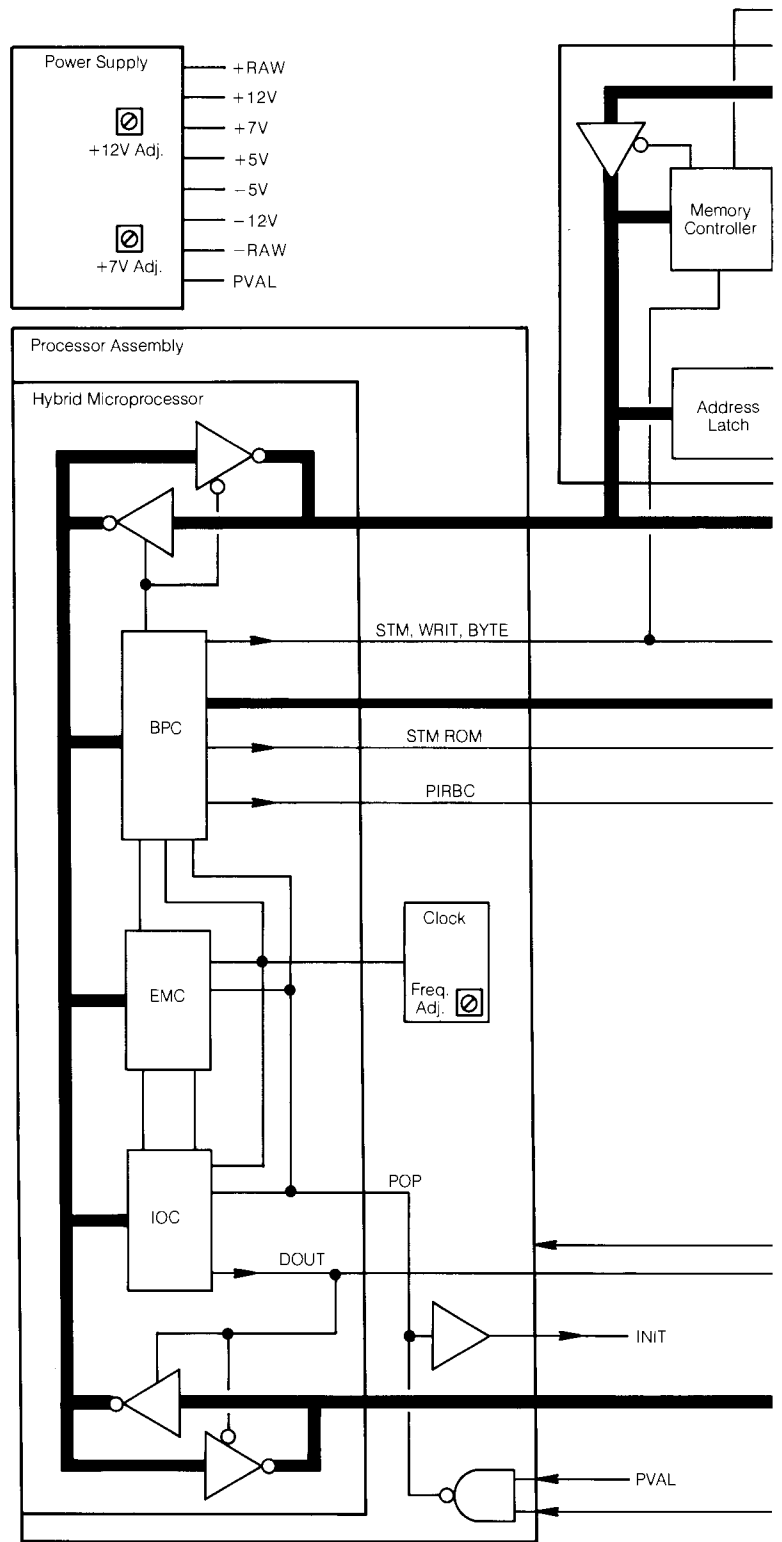 Power Supply
+RAW
+12V
+7V
+5V
−5V
−12V
−RAW
PVAL
+12V Adj.
+7V Adj.
Memory
Controller
Address
Latch
Processor Assembly
Hybrid Microprocessor
STM, WRIT, BYTE
BPC
STM ROM
PIRBC
Clock
Freq.
Adj.
EMC
POP
IOC
DOUT
INIT
PVAL